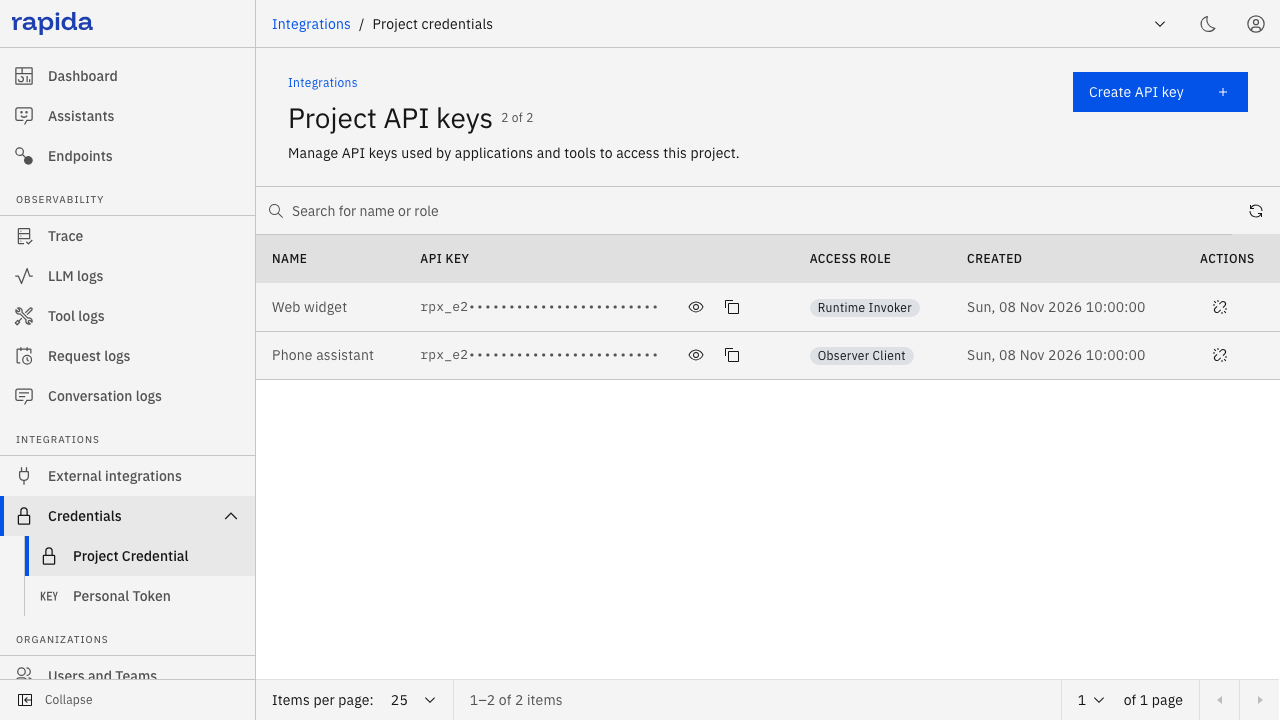 rapida
Integrations / Project credentials
Dashboard
Assistants
Endpoints
OBSERVABILITY
Trace
LLM logs
Tool logs
Request logs
Conversation logs
INTEGRATIONS
External integrations
Credentials
Project Credential
KEY Personal Token
ORGANIZATIONS
Users and Teams
Collapse
Integrations
Project API keys 2 of 2
Manage API keys used by applications and tools to access this project.
Create API key +
Search for name or role
NAME API KEY ACCESS ROLE CREATED ACTIONS
Web widget rpx_e2•••••••••••••••••••••••• Runtime Invoker Sun, 08 Nov 2026 10:00:00
Phone assistant rpx_e2•••••••••••••••••••••••• Observer Client Sun, 08 Nov 2026 10:00:00
Items per page: 25 1–2 of 2 items 1 of 1 page